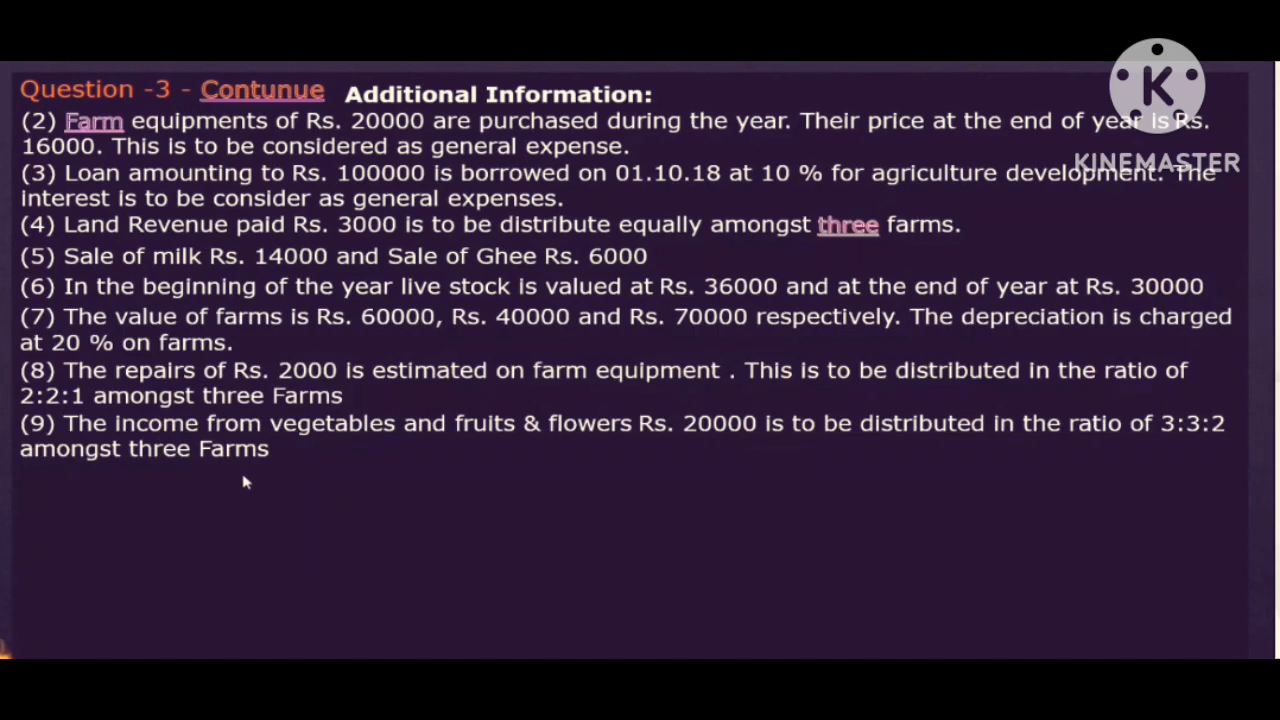 Question -3 - Contunue Additional Information:
(2) Farm equipments of Rs. 20000 are purchased during the year. Their price at the end of year is Rs.
16000. This is to be considered as general expense.
(3) Loan amounting to Rs. 100000 is borrowed on 01.10.18 at 10 % for agriculture development. The
interest is to be consider as general expenses.
(4) Land Revenue paid Rs. 3000 is to be distribute equally amongst three farms.
(5) Sale of milk Rs. 14000 and Sale of Ghee Rs. 6000
(6) In the beginning of the year live stock is valued at Rs. 36000 and at the end of year at Rs. 30000
(7) The value of farms is Rs. 60000, Rs. 40000 and Rs. 70000 respectively. The depreciation is charged
at 20 % on farms.
(8) The repairs of Rs. 2000 is estimated on farm equipment . This is to be distributed in the ratio of
2:2:1 amongst three Farms
(9) The income from vegetables and fruits & flowers Rs. 20000 is to be distributed in the ratio of 3:3:2
amongst three Farms
K
KINEMASTER